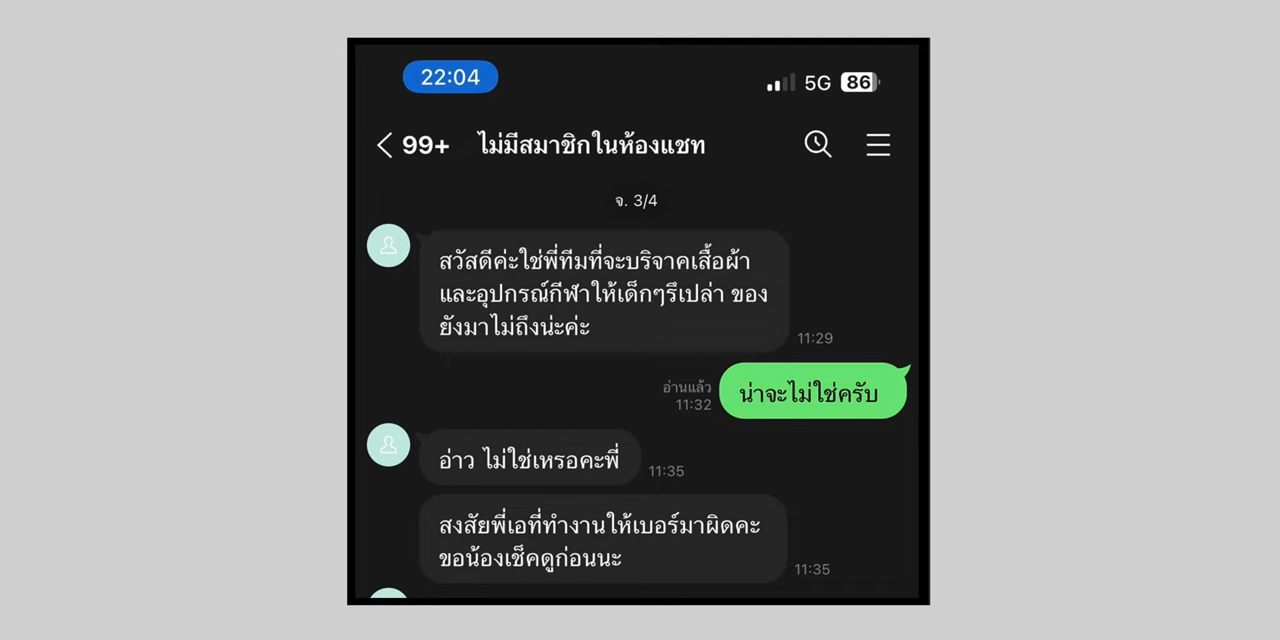 22:04
5G 86
99+ ไม่มีสมาชิกในห้องแชท
จ. 3/4
สวัสดีค่ะใช่พี่ทีมที่จะบริจาคเสื้อผ้า
และอุปกรณ์กีฬาให้เด็กๆรึเปล่า ของ
ยังมาไม่ถึงน่ะค่ะ
11:29
อ่านแล้ว
11:32
น่าจะไม่ใช่ครับ
อ่าว ไม่ใช่เหรอคะพี่
11:35
สงสัยพี่เอที่ทำงานให้เบอร์มาผิดคะ
ขอน้องเช็คดูก่อนนะ
11:35